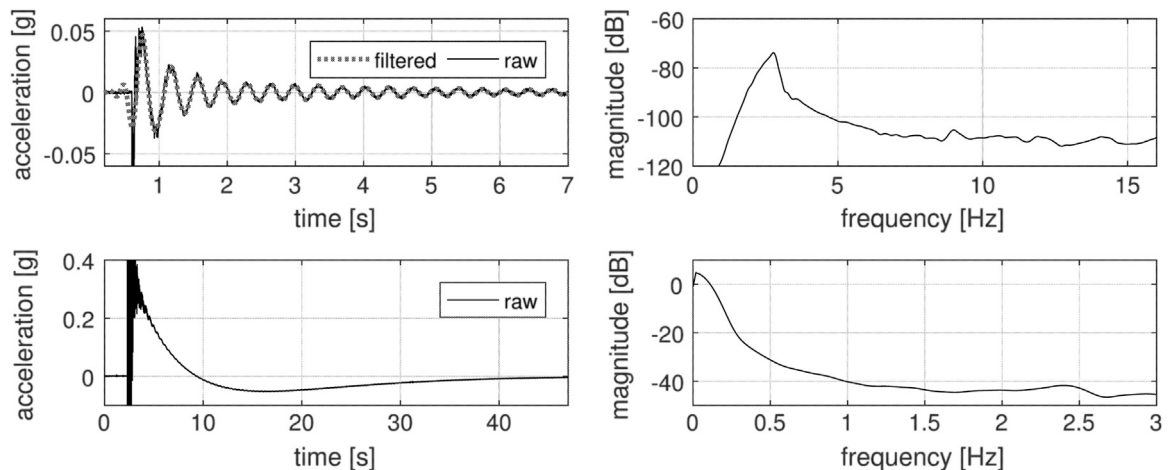 acceleration [g]
0.05
0
-0.05
filtered
raw
1 2 3 4 5 6 7
time [s]
magnitude [dB]
-60
-80
-100
-120
0 5 10 15
frequency [Hz]
acceleration [g]
0.4
0.2
0
raw
0 10 20 30 40
time [s]
magnitude [dB]
0
-20
-40
0 0.5 1 1.5 2 2.5 3
frequency [Hz]